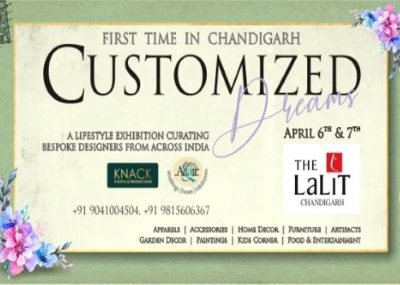 FIRST TIME IN CHANDIGARH
CUSTOMIZED
Dreams
A LIFESTYLE EXHIBITION CURATING
BESPOKE DESIGNERS FROM ACROSS INDIA
APRIL 6TH & 7TH
KNACK
THE
LaLiT
CHANDIGARH
+91 9041004504, +91 9815606367
APPARELS | ACCESSORIES | HOME DECOR | FURNITURE | ARTIFACTS
GARDEN DECOR | PAINTINGS | KIDS CORNER | FOOD & ENTERTAINMENT